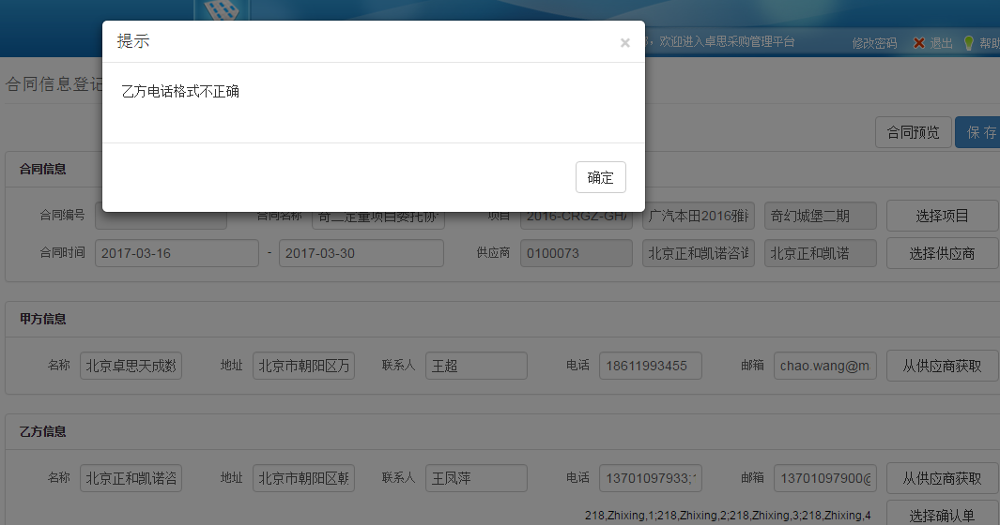 提示 ×
，欢迎进入卓思采购管理平台 修改密码 退出 帮助
乙方电话格式不正确
合同信息登记
合同预览 保 存
确定
合同信息
合同编号 合同名称 奇二定量项目委托协 项目 2016-CRGZ-GHA 广汽本田2016雅 奇幻城堡二期 选择项目
合同时间 2017-03-16 - 2017-03-30 供应商 0100073 北京正和凯诺咨询 北京正和凯诺 选择供应商
甲方信息
名称 北京卓思天成数 地址 北京市朝阳区万 联系人 王超 电话 18611993455 邮箱 chao.wang@m 从供应商获取
乙方信息
名称 北京正和凯诺咨 地址 北京市朝阳区朝 联系人 王凤萍 电话 13701097933; 邮箱 13701097900@ 从供应商获取
218,Zhixing,1;218,Zhixing,2;218,Zhixing,3;218,Zhixing,4 选择确认单